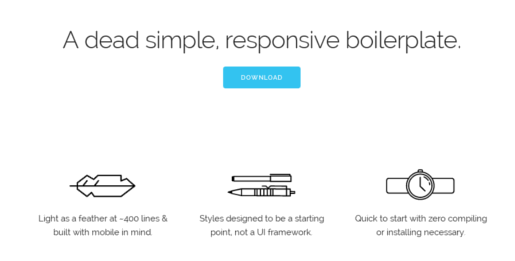 A dead simple, responsive boilerplate.
DOWNLOAD
Light as a feather at ~400 lines &
built with mobile in mind.
Styles designed to be a starting
point, not a UI framework.
Quick to start with zero compiling
or installing necessary.